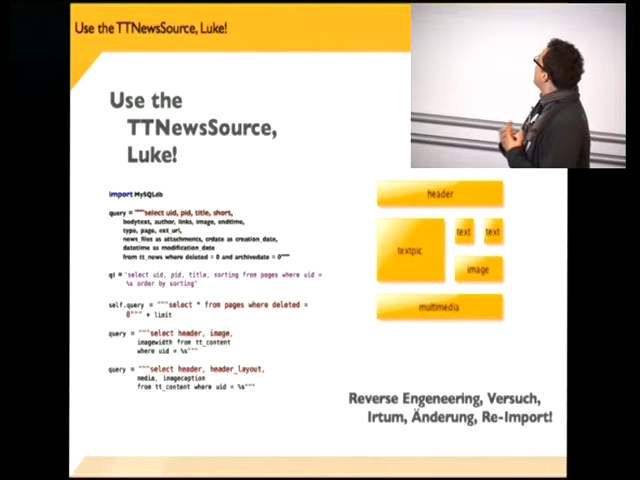 Use the TTNewsSource, Luke!
Use the
TTNewsSource,
Luke!
import MySQLdb
query = """select uid, pid, title, short,
bodytext, author, links, image, endtime,
type, page, ext_url,
news_files as attachments, crdate as creation_date,
datetime as modification_date
from tt_news where deleted = 0 and archivedate = 0"""
q1 = "select uid, pid, title, sorting from pages where uid =
%s order by sorting"
self.query = """select * from pages where deleted =
0""" + limit
query = """select header, image,
imagewidth from tt_content
where uid = %s"""
query = """select header, header_layout,
media, imagecaption
from tt_content where uid = %s"""
header
textpic
text
text
image
multimedia
Reverse Engeneering, Versuch,
Irtum, Änderung, Re-Import!